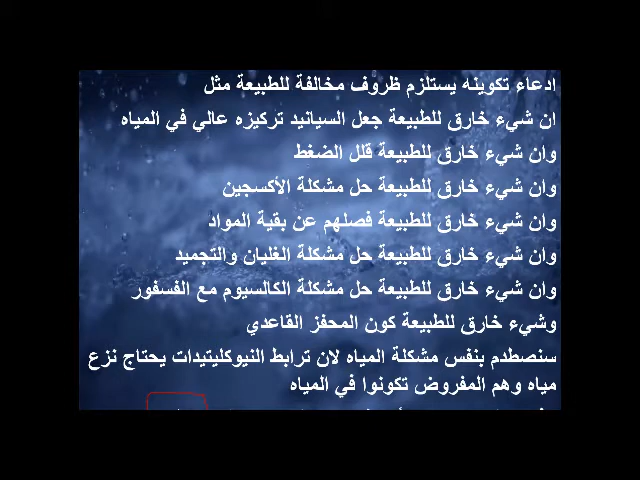 ادعاء تكوينه يستلزم ظروف مخالفة للطبيعة مثل
ان شيء خارق للطبيعة جعل السيانيد تركيزه عالي في المياه
وان شيء خارق للطبيعة قلل الضغط
وان شيء خارق للطبيعة حل مشكلة الأكسجين
وان شيء خارق للطبيعة فصلهم عن بقية المواد
وان شيء خارق للطبيعة حل مشكلة الغليان والتجميد
وان شيء خارق للطبيعة حل مشكلة الكالسيوم مع الفسفور
وشيء خارق للطبيعة كون المحفز القاعدي
سنصطدم بنفس مشكلة المياه لان ترابط النيوكليتيدات يحتاج نزع
مياه وهم المفروض تكونوا في المياه